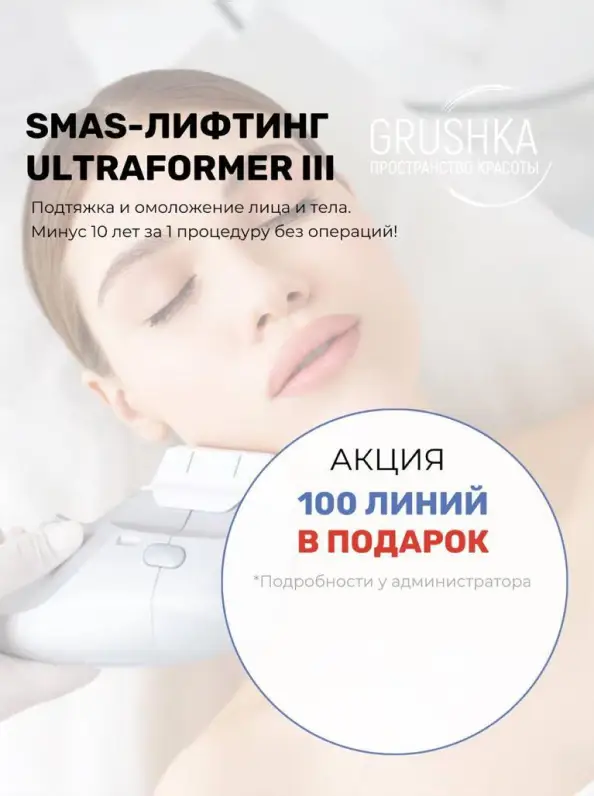 SMAS-ЛИФТИНГ
ULTRAFORMER III
GRUSHKA
ПРОСТРАНСТВО КРАСОТЫ
Подтяжка и омоложение лица и тела.
Минус 10 лет за 1 процедуру без операций!
АКЦИЯ
100 ЛИНИЙ
В ПОДАРОК
*Подробности у администратора